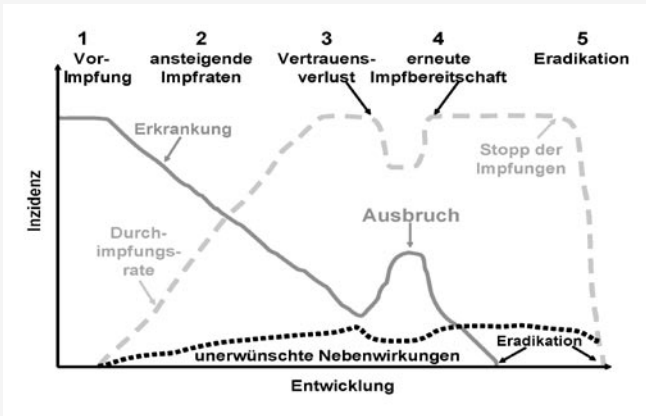 1
Vor-
Impfung
2
ansteigende
Impfraten
3
Vertrauens-
verlust
4
erneute
Impfbereitschaft
5
Eradikation
Erkrankung
Stopp der
Impfungen
Ausbruch
Durch-
impfungs-
rate
Inzidenz
unerwünschte Nebenwirkungen
Eradikation
Entwicklung